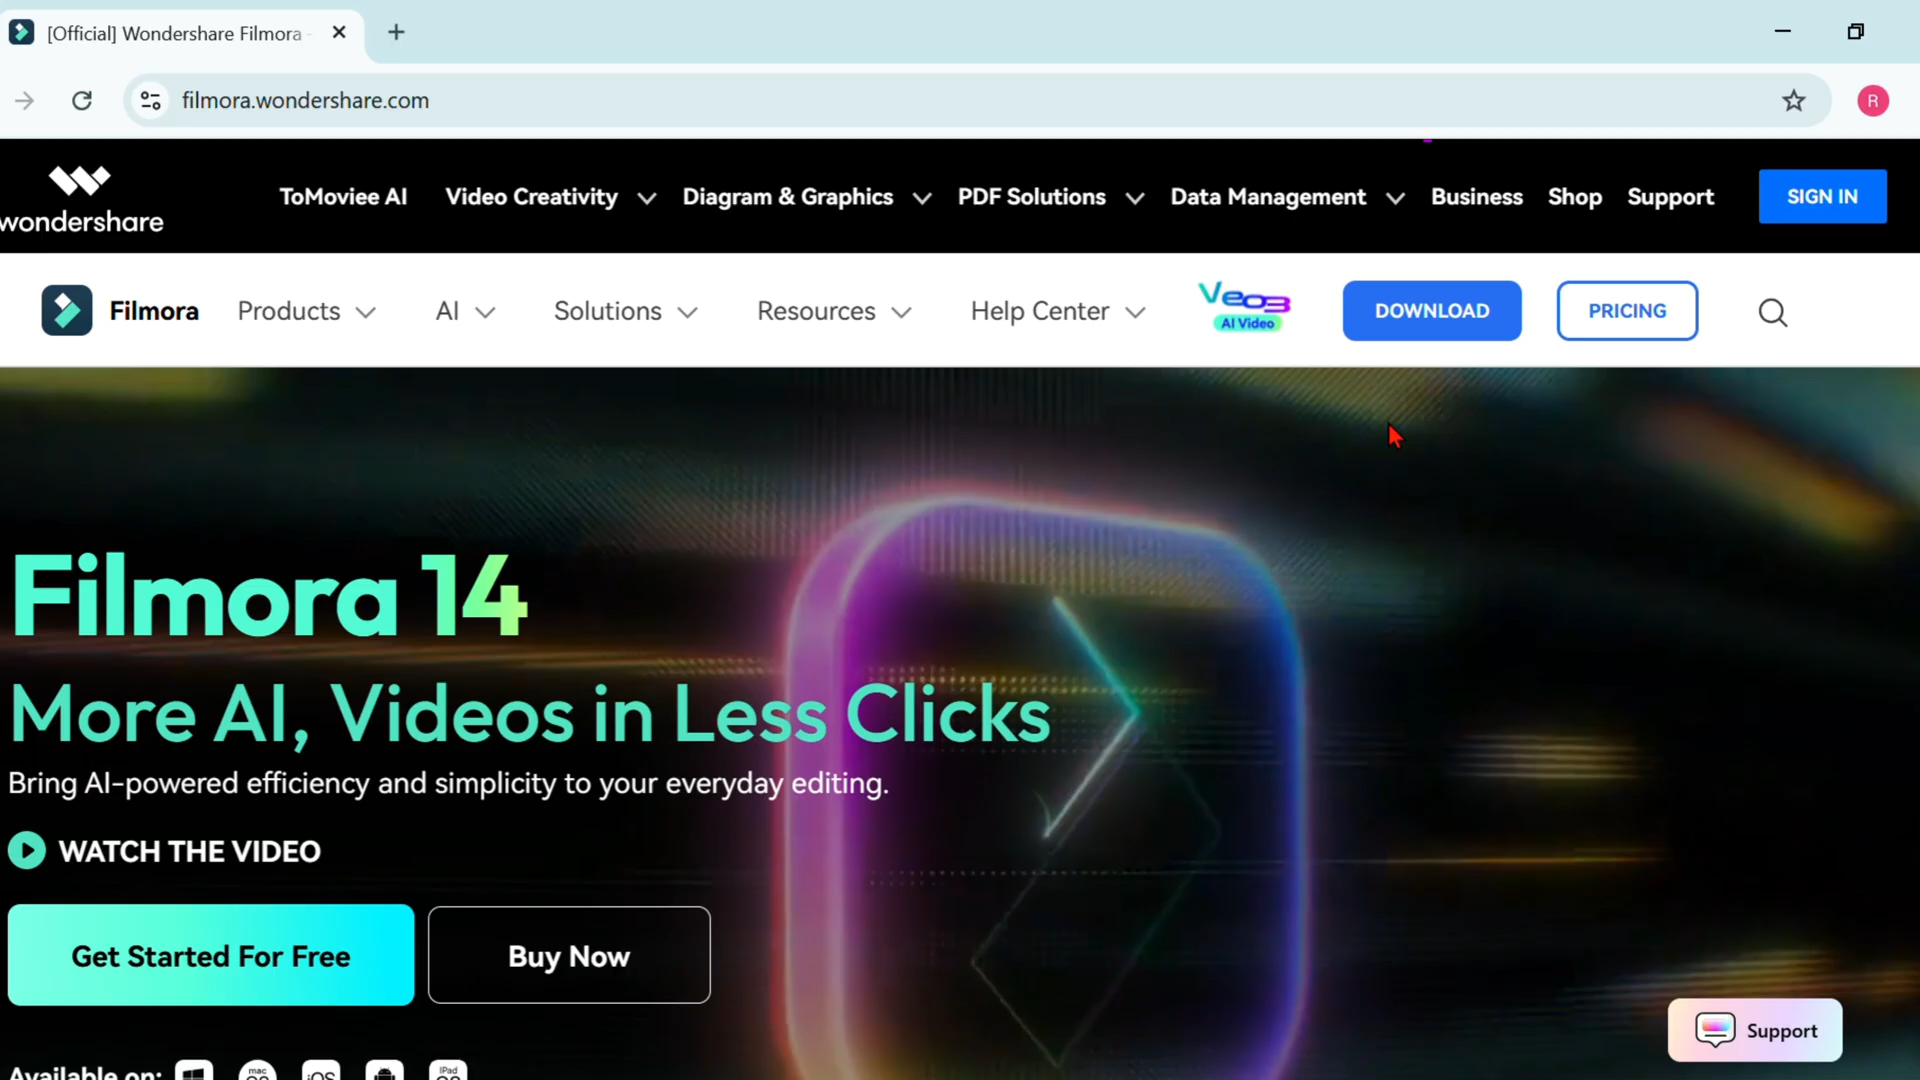 [Official] Wondershare Filmora -
filmora.wondershare.com
R
wondershare
ToMoviee AI
Video Creativity
Diagram & Graphics
PDF Solutions
Data Management
Business
Shop
Support
SIGN IN
Filmora
Products
AI
Solutions
Resources
Help Center
Veo3
AI Video
DOWNLOAD
PRICING
Filmora 14
More AI, Videos in Less Clicks
Bring AI-powered efficiency and simplicity to your everyday editing.
WATCH THE VIDEO
Get Started For Free
Buy Now
Support
Available on:
mac
iOS
iPad